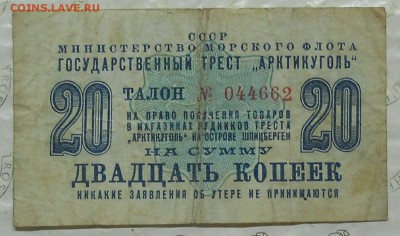 COINS.LAVE.RU
СССР
МИНИСТЕРСТВО МОРСКОГО ФЛОТА
ГОСУДАРСТВЕННЫЙ ТРЕСТ „АРКТИКУГОЛЬ"
20 ТАЛОН № 044662 20
НА ПРАВО ПОЛУЧЕНИЯ ТОВАРОВ
В МАГАЗИНАХ РУДНИКОВ ТРЕСТА
„АРКТИКУГОЛЬ" НА ОСТРОВЕ ШПИЦБЕРГЕН
НА СУММУ
ДВАДЦАТЬ КОПЕЕК
НИКАКИЕ ЗАЯВЛЕНИЯ ОБ УТЕРЕ НЕ ПРИНИМАЮТСЯ